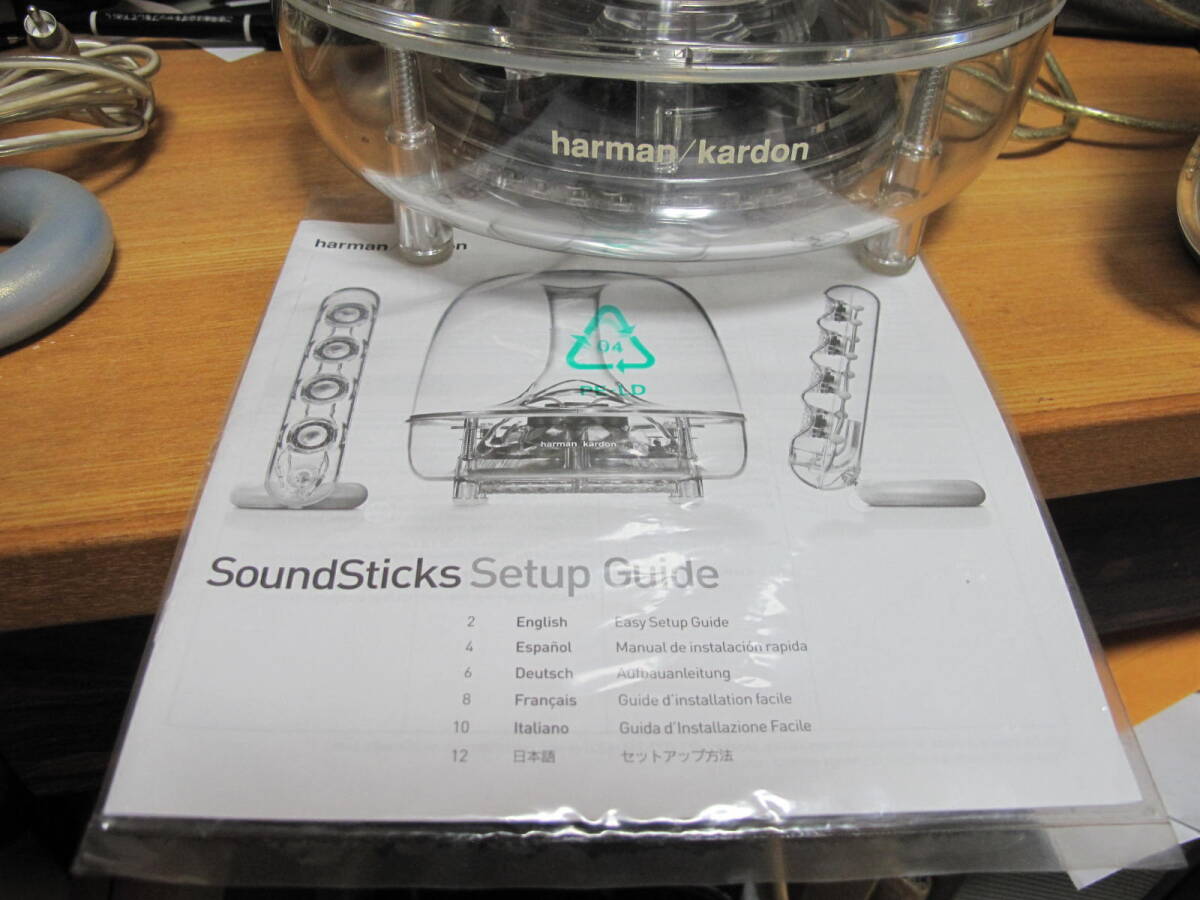 harman/kardon
harman n
04
PE-LD
harman kardon
SoundSticks Setup Guide
2 English Easy Setup Guide
4 Español Manual de instalación rapida
6 Deutsch Aufbauanleitung
8 Français Guide d'installation facile
10 Italiano Guida d'Installazione Facile
12 日本語 セットアップ方法